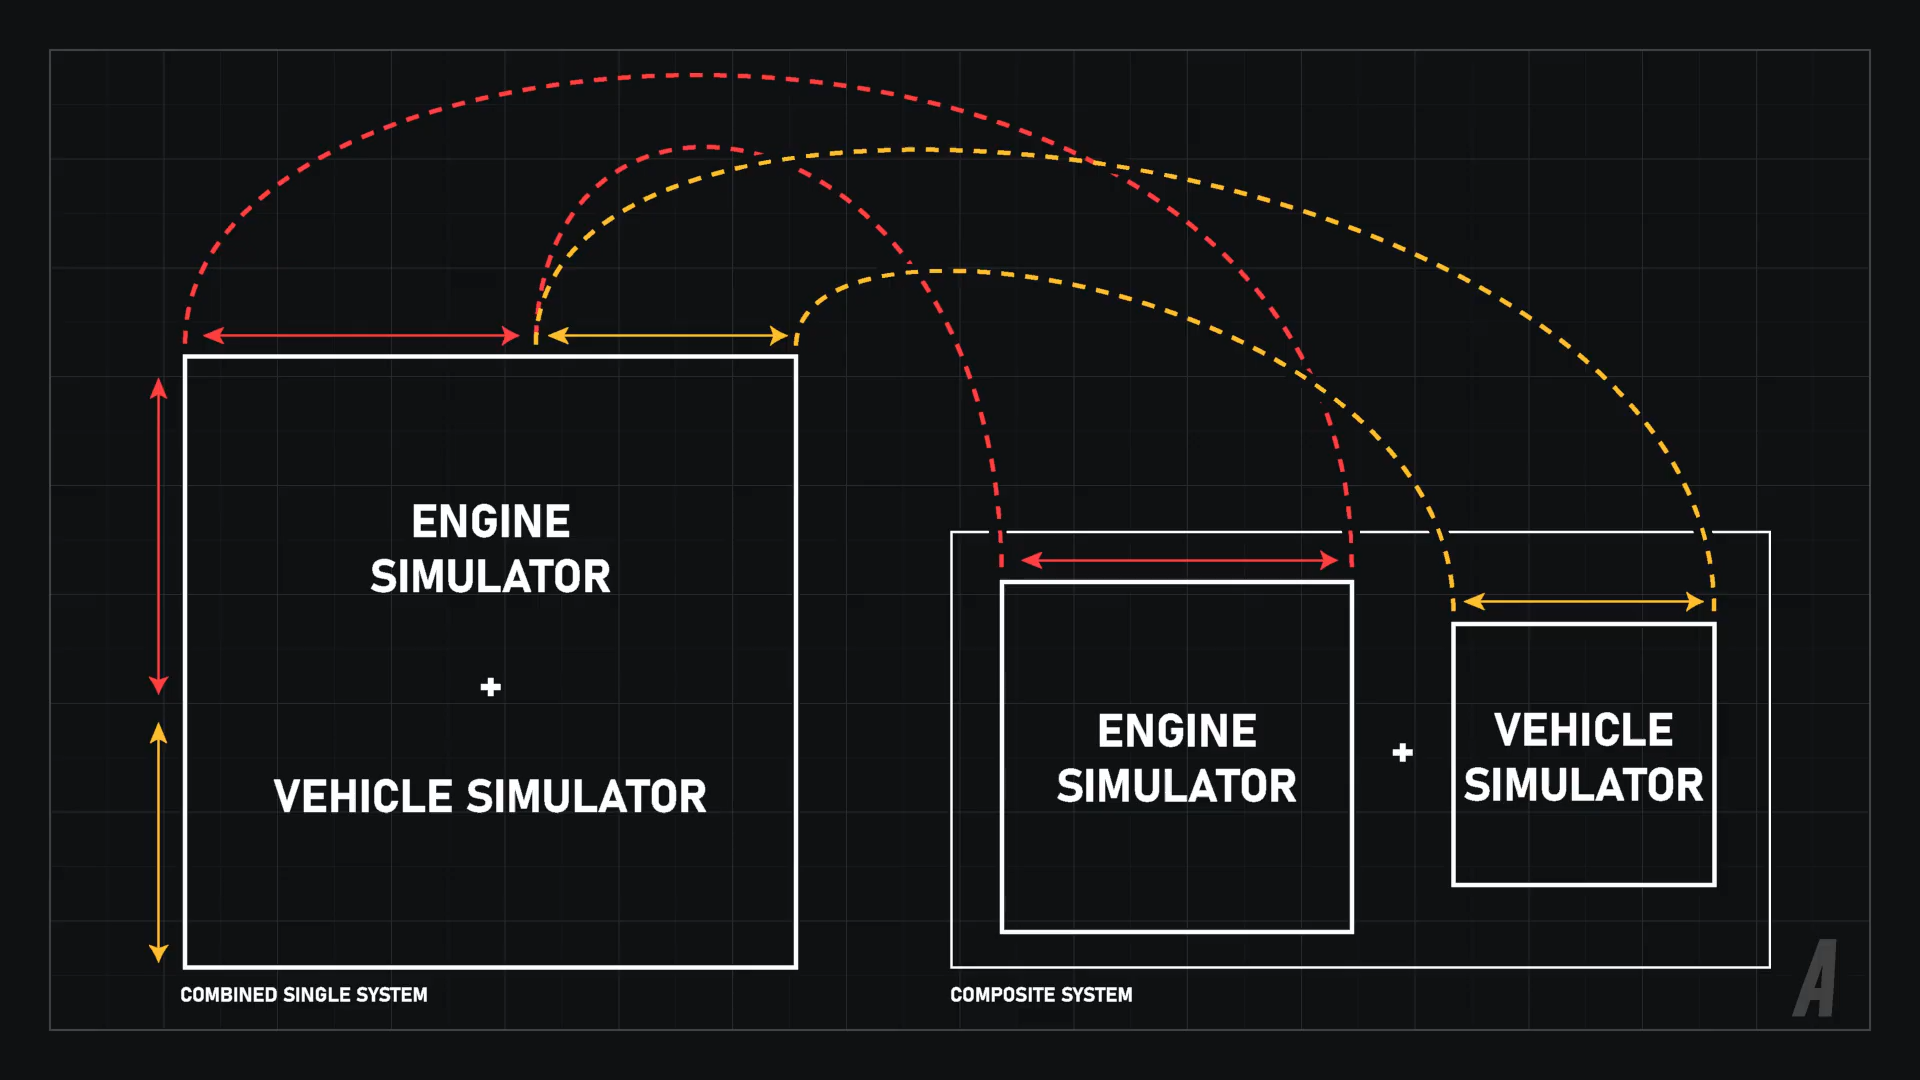 ENGINE
SIMULATOR
+
VEHICLE SIMULATOR
COMBINED SINGLE SYSTEM
ENGINE
SIMULATOR
+
VEHICLE
SIMULATOR
COMPOSITE SYSTEM
A